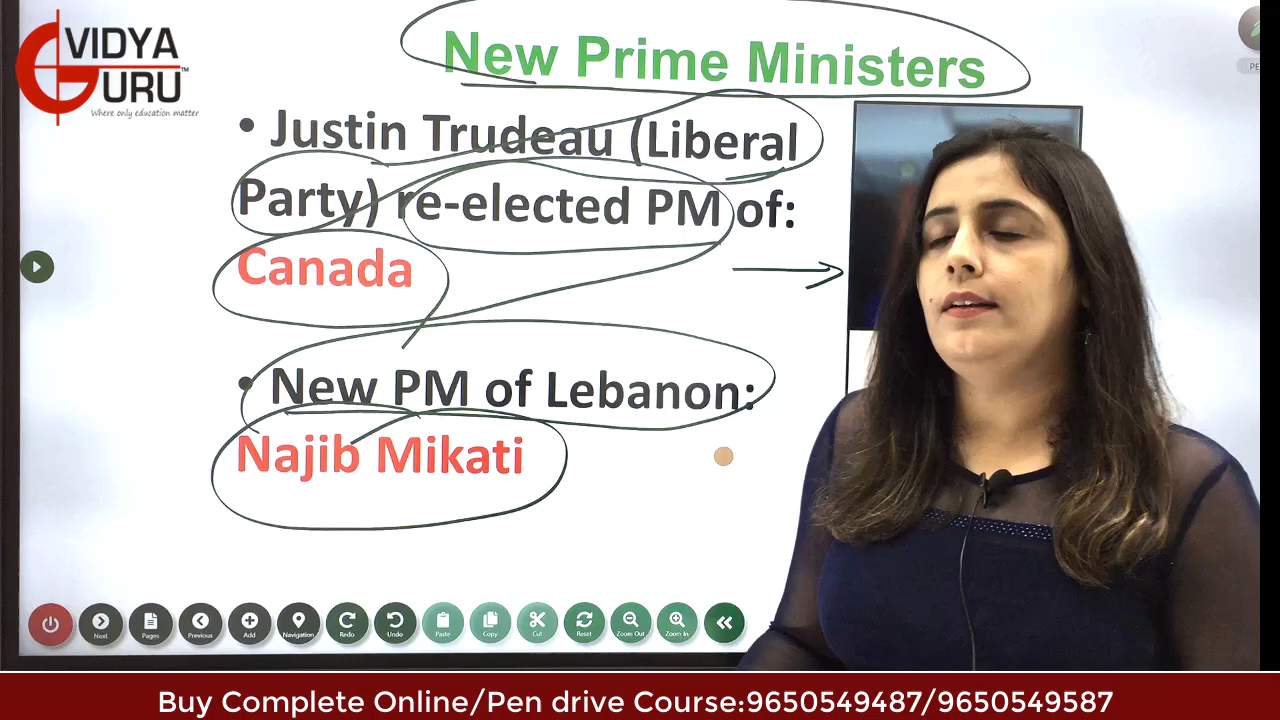 VIDYA
GURU™
Where only education matter
New Prime Ministers
• Justin Trudeau (Liberal
Party) re-elected PM of:
Canada
• New PM of Lebanon:
Najib Mikati
PE
Next
Pages
Previous
Add
Navigation
Redo
Undo
Paste
Copy
Cut
Reset
Zoom Out
Zoom In
Buy Complete Online/Pen drive Course:9650549487/9650549587